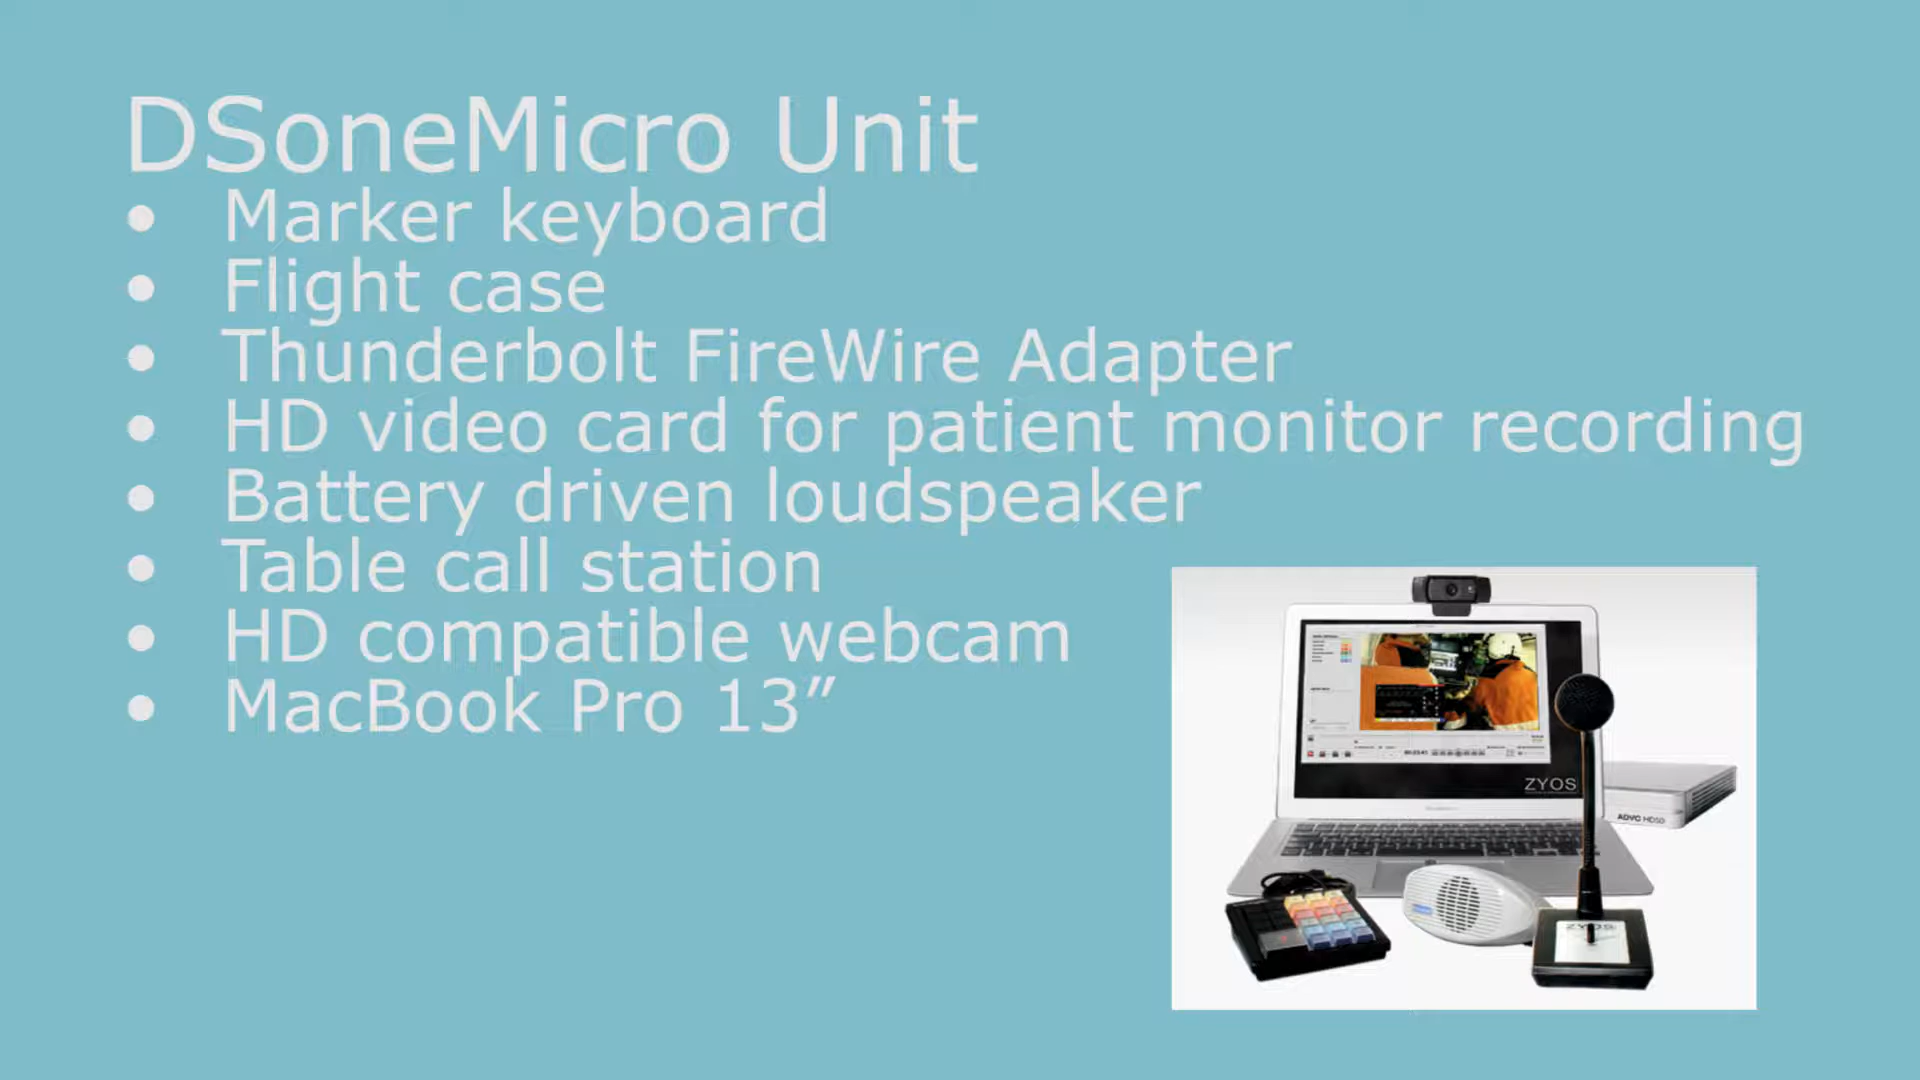 DSoneMicro Unit
• Marker keyboard
• Flight case
• Thunderbolt FireWire Adapter
• HD video card for patient monitor recording
• Battery driven loudspeaker
• Table call station
• HD compatible webcam
• MacBook Pro 13”
ZYOS
ADVC HD50
ZYOS